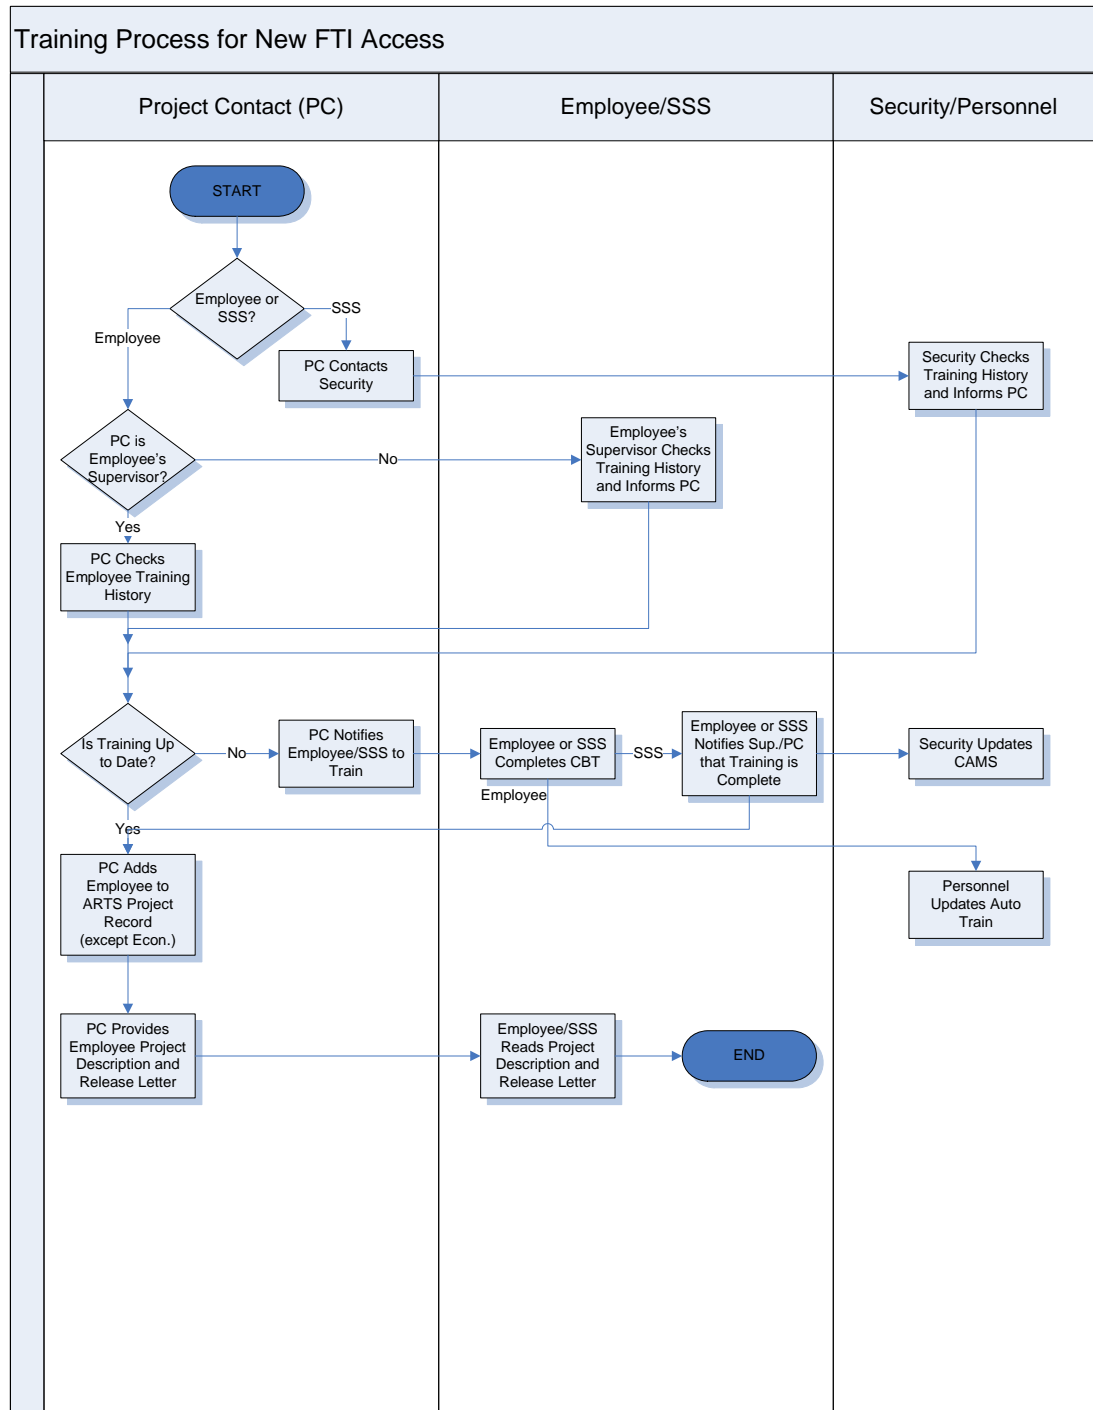 Training Process for New FTI Access
Project Contact (PC)
Employee/SSS
Security/Personnel
START
Employee or
SSS?
SSS
Employee
PC Contacts
Security
Security Checks
Training History
and Informs PC
PC is
Employee's
Supervisor?
No
Employee's
Supervisor Checks
Training History
and Informs PC
Yes
PC Checks
Employee Training
History
Is Training Up
to Date?
No
PC Notifies
Employee/SSS to
Train
Employee or SSS
Completes CBT
SSS
Employee or SSS
Notifies Sup./PC
that Training is
Complete
Security Updates
CAMS
Employee
Yes
PC Adds
Employee to
ARTS Project
Record
(except Econ.)
Personnel
Updates Auto
Train
PC Provides
Employee Project
Description and
Release Letter
Employee/SSS
Reads Project
Description and
Release Letter
END